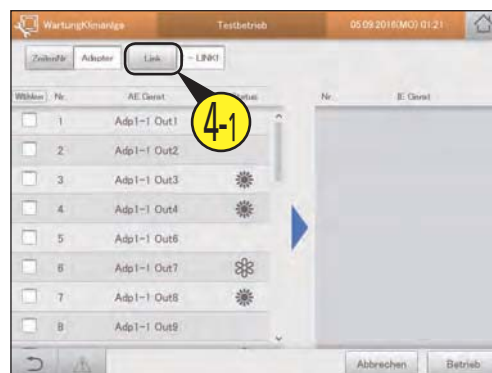 WartungKlimanlge Testbetrieb 05.09.2016(MO) 01:21
ZeilenNr Adapter Link - LINK1
4-1
Wählen Nr. AE Gerät Status Nr. IE Gerät
1 Adp1-1 Out1
2 Adp1-1 Out2
3 Adp1-1 Out3
4 Adp1-1 Out4
5 Adp1-1 Out6
6 Adp1-1 Out7
7 Adp1-1 Out8
8 Adp1-1 Out9
Abbrechen Betrieb